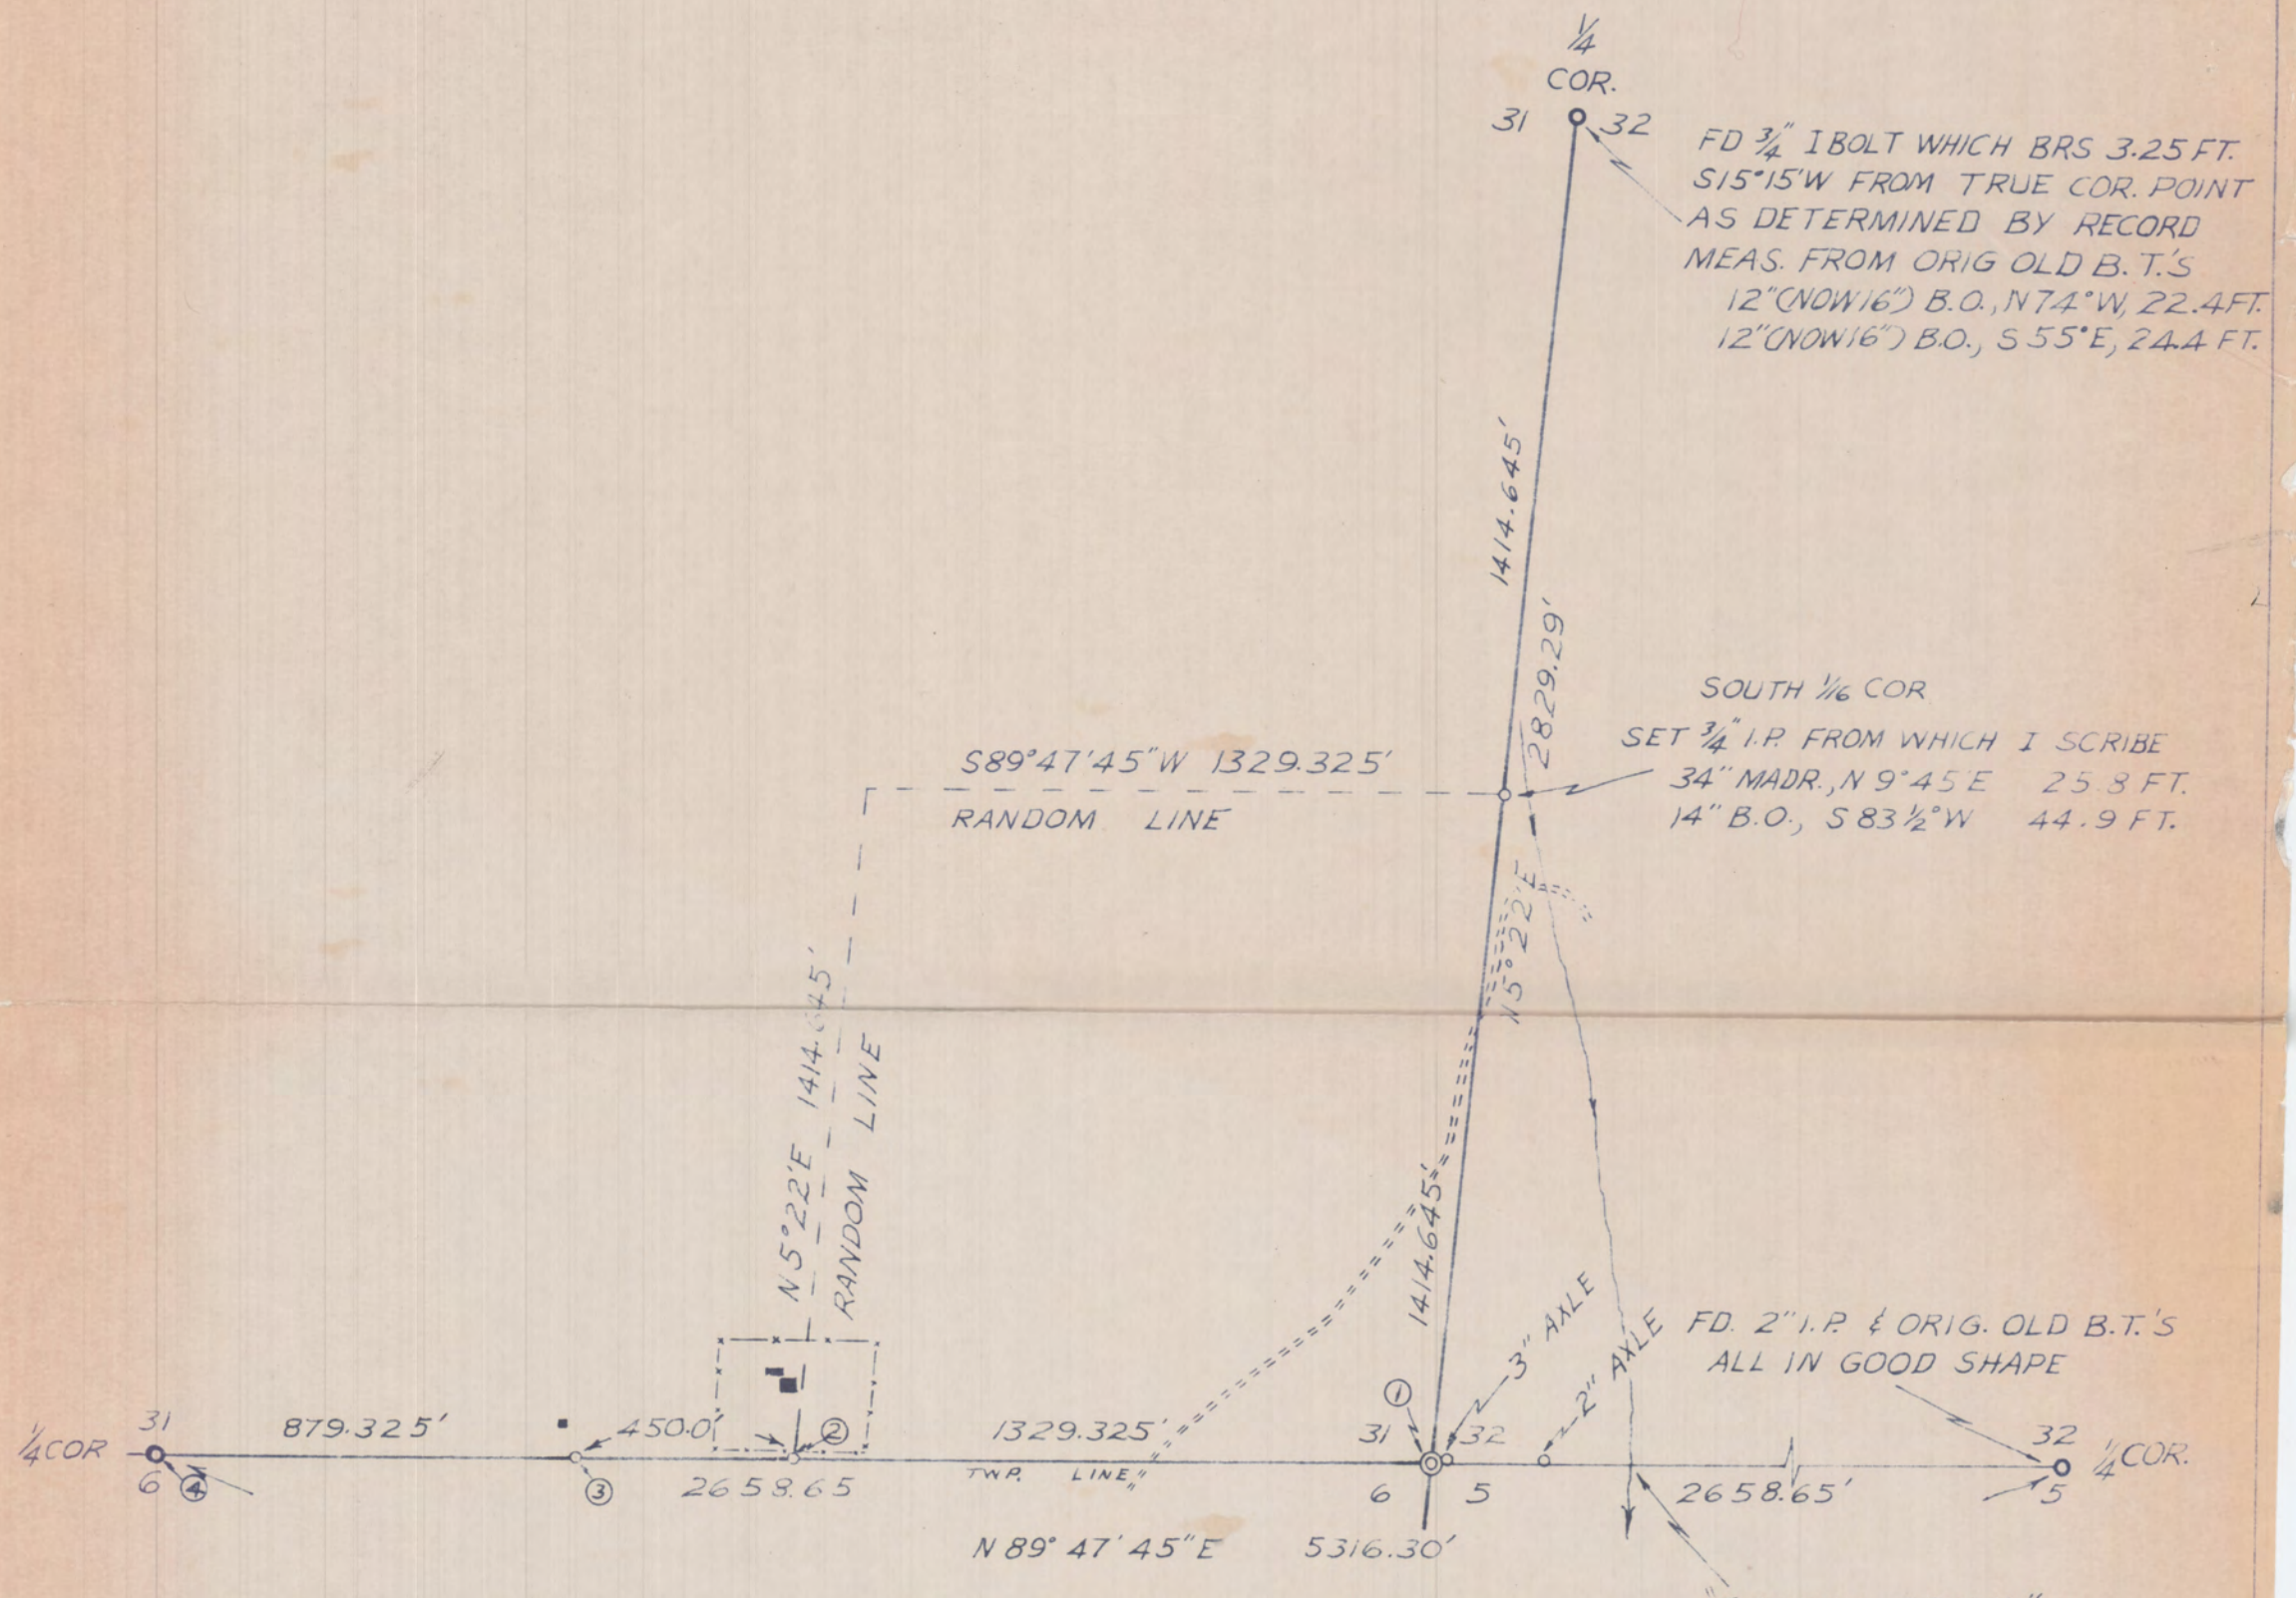 1/4
COR.
31 32
FD 3/4" I BOLT WHICH BRS 3.25 FT.
S15°15'W FROM TRUE COR. POINT
AS DETERMINED BY RECORD
MEAS. FROM ORIG OLD B.T.'S
12"(NOW 16") B.O., N74°W, 22.4 FT.
12"(NOW 16") B.O., S 55°E, 24.4 FT.
1414.645'
2829.29'
SOUTH 1/16 COR
SET 3/4" I.P. FROM WHICH I SCRIBE
34" MADR., N 9°45'E 25.8 FT.
14" B.O., S 83 1/2°W 44.9 FT.
S89°47'45"W 1329.325'
RANDOM LINE
N5°22'E
N5°22'E 1414.645'
RANDOM LINE
1414.645'
3" AXLE
2" AXLE
FD. 2" I.P. & ORIG. OLD B.T.'S
ALL IN GOOD SHAPE
1
1/4 COR
31
879.325'
450.0'
2
1329.325'
31 32
32
1/4 COR.
6
4
3
2658.65
TWP. LINE
6 5
2658.65'
5
N 89° 47' 45" E 5316.30'